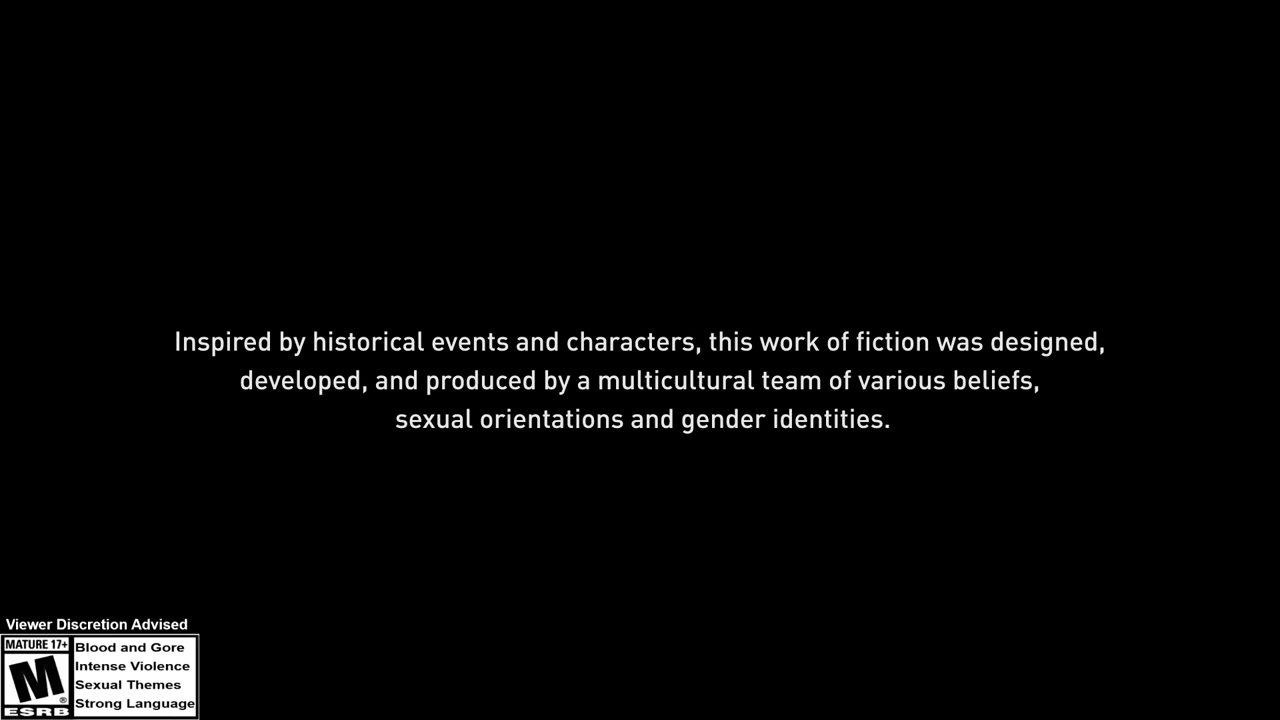 Inspired by historical events and characters, this work of fiction was designed,
developed, and produced by a multicultural team of various beliefs,
sexual orientations and gender identities.
Viewer Discretion Advised
MATURE 17+
M
®
ESRB
Blood and Gore
Intense Violence
Sexual Themes
Strong Language